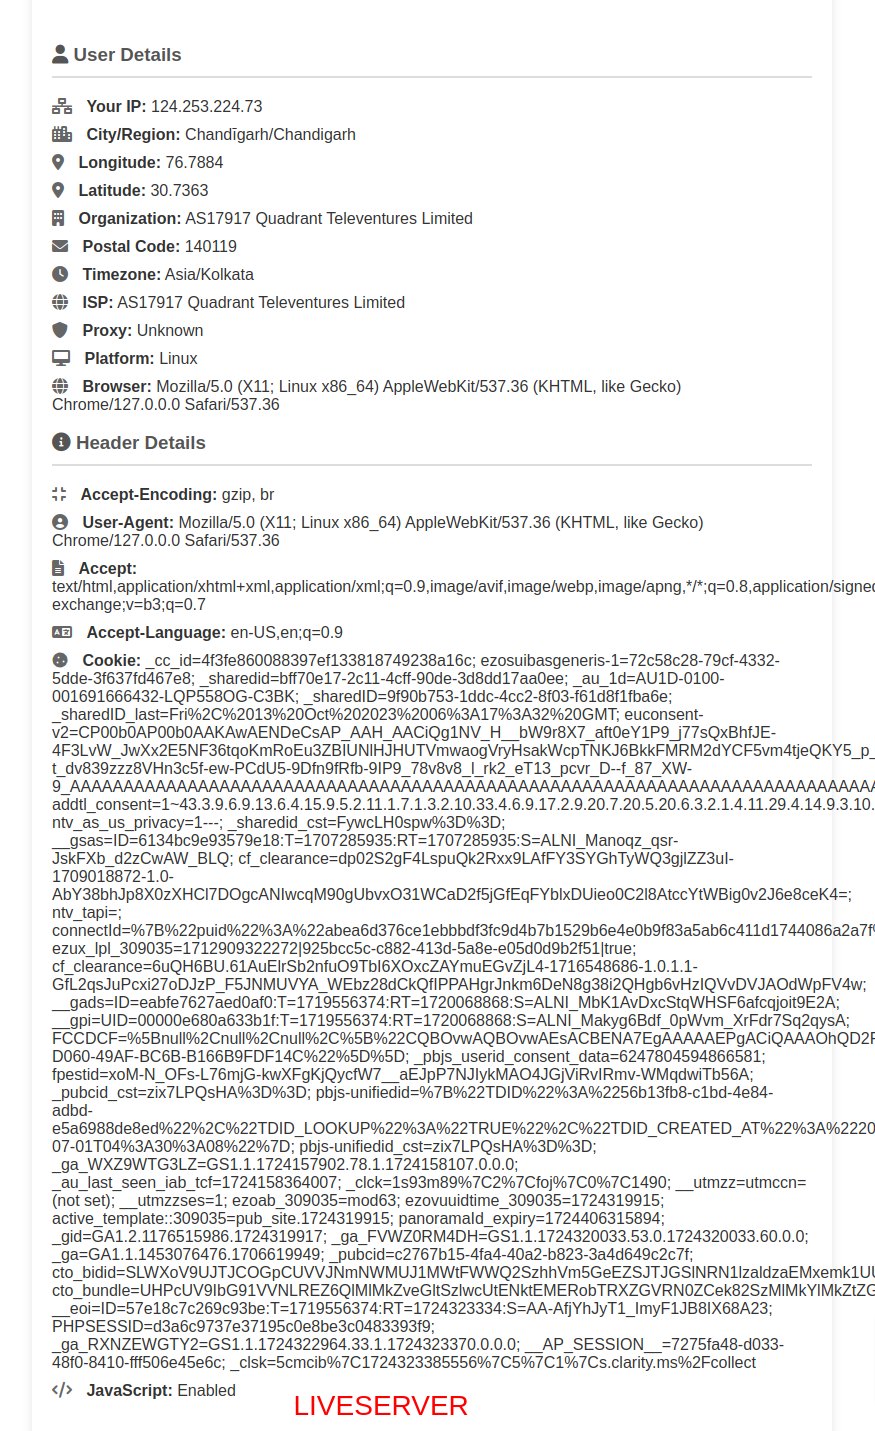 User Details
Your IP: 124.253.224.73
City/Region: Chandīgarh/Chandigarh
Longitude: 76.7884
Latitude: 30.7363
Organization: AS17917 Quadrant Televentures Limited
Postal Code: 140119
Timezone: Asia/Kolkata
ISP: AS17917 Quadrant Televentures Limited
Proxy: Unknown
Platform: Linux
Browser: Mozilla/5.0 (X11; Linux x86_64) AppleWebKit/537.36 (KHTML, like Gecko)
Chrome/127.0.0.0 Safari/537.36
Header Details
Accept-Encoding: gzip, br
User-Agent: Mozilla/5.0 (X11; Linux x86_64) AppleWebKit/537.36 (KHTML, like Gecko)
Chrome/127.0.0.0 Safari/537.36
Accept:
text/html,application/xhtml+xml,application/xml;q=0.9,image/avif,image/webp,image/apng,*/*;q=0.8,application/signed
exchange;v=b3;q=0.7
Accept-Language: en-US,en;q=0.9
Cookie: _cc_id=4f3fe860088397ef133818749238a16c; ezosuibasgeneris-1=72c58c28-79cf-4332-
5dde-3f637fd467e8; _sharedid=bff70e17-2c11-4cff-90de-3d8dd17aa0ee; _au_1d=AU1D-0100-
001691666432-LQP558OG-C3BK; _sharedID=9f90b753-1ddc-4cc2-8f03-f61d8f1fba6e;
_sharedID_last=Fri%2C%2013%20Oct%202023%2006%3A17%3A32%20GMT; euconsent-
v2=CP00b0AP00b0AAKAwAENDeCsAP_AAH_AACiQg1NV_H__bW9r8X7_aft0eY1P9_j77sQxBhfJE-
4F3LvW_JwXx2E5NF36tqoKmRoEu3ZBIUNlHJHUTVmwaogVryHsakWcpTNKJ6BkkFMRM2dYCF5vm4tjeQKY5_p_
t_dv839zzz8VHn3c5f-ew-PCdU5-9Dfn9fRfb-9IP9_78v8v8_l_rk2_eT13_pcvr_D--f_87_XW-
9_AAAAAAAAAAAAAAAAAAAAAAAAAAAAAAAAAAAAAAAAAAAAAAAAAAAAAAAAAAAAAAAAAAAAAAAAA
addtl_consent=1~43.3.9.6.9.13.6.4.15.9.5.2.11.1.7.1.3.2.10.33.4.6.9.17.2.9.20.7.20.5.20.6.3.2.1.4.11.29.4.14.9.3.10.
ntv_as_us_privacy=1---; _sharedid_cst=FywcLH0spw%3D%3D;
__gsas=ID=6134bc9e93579e18:T=1707285935:RT=1707285935:S=ALNI_Manoqz_qsr-
JskFXb_d2zCwAW_BLQ; cf_clearance=dp02S2gF4LspuQk2Rxx9LAfFY3SYGhTyWQ3gjlZZ3uI-
1709018872-1.0-
AbY38bhJp8X0zXHCl7DOgcANIwcqM90gUbvxO31WCaD2f5jGfEqFYblxDUieo0C2l8AtccYtWBig0v2J6e8ceK4=;
ntv_tapi=;
connectId=%7B%22puid%22%3A%22abea6d376ce1ebbbdf3fc9d4b7b1529b6e4e0b9f83a5ab6c411d1744086a2a7f%
ezux_lpl_309035=1712909322272|925bcc5c-c882-413d-5a8e-e05d0d9b2f51|true;
cf_clearance=6uQH6BU.61AuElrSb2nfuO9TbI6XOxcZAYmuEGvZjL4-1716548686-1.0.1.1-
GfL2qsJuPcxi27oDJzP_F5JNMUVYA_WEbz28dCkQfIPPAHgrJnkm6DeN8g38i2QHgb6vHzIQVvDVJAOdWpFV4w;
__gads=ID=eabfe7627aed0af0:T=1719556374:RT=1720068868:S=ALNI_MbK1AvDxcStqWHSF6afcqjoit9E2A;
__gpi=UID=00000e680a633b1f:T=1719556374:RT=1720068868:S=ALNI_Makyg6Bdf_0pWvm_XrFdr7Sq2qysA;
FCCDCF=%5Bnull%2Cnull%2Cnull%2C%5B%22CQBOvwAQBOvwAEsACBENA7EgAAAAAEPgACiQAAAOhQD2F
D060-49AF-BC6B-B166B9FDF14C%22%5D%5D; _pbjs_userid_consent_data=6247804594866581;
fpestid=xoM-N_OFs-L76mjG-kwXFgKjQycfW7__aEJpP7NJIykMAO4JGjViRvIRmv-WMqdwiTb56A;
_pubcid_cst=zix7LPQsHA%3D%3D; pbjs-unifiedid=%7B%22TDID%22%3A%2256b13fb8-c1bd-4e84-
adbd-
e5a6988de8ed%22%2C%22TDID_LOOKUP%22%3A%22TRUE%22%2C%22TDID_CREATED_AT%22%3A%2220
07-01T04%3A30%3A08%22%7D; pbjs-unifiedid_cst=zix7LPQsHA%3D%3D;
_ga_WXZ9WTG3LZ=GS1.1.1724157902.78.1.1724158107.0.0.0;
_au_last_seen_iab_tcf=1724158364007; _clck=1s93m89%7C2%7Cfoj%7C0%7C1490; __utmzz=utmccn=
(not set); __utmzzses=1; ezoab_309035=mod63; ezovuuidtime_309035=1724319915;
active_template::309035=pub_site.1724319915; panoramaId_expiry=1724406315894;
_gid=GA1.2.1176515986.1724319917; _ga_FVWZ0RM4DH=GS1.1.1724320033.53.0.1724320033.60.0.0;
_ga=GA1.1.1453076476.1706619949; _pubcid=c2767b15-4fa4-40a2-b823-3a4d649c2c7f;
cto_bidid=SLWXoV9UJTJCOGpCUVVJNmNWMUJ1MWtFWWQ2SzhhVm5GeEZSJTJGSlNRN1lzaldzaEMxemk1UU
cto_bundle=UHPcUV9IbG91VVNLREZ6QlMlMkZveGltSzlwcUtENktEMERobTRXZGVRN0ZCek82SzMlMkYlMkZtZG
__eoi=ID=57e18c7c269c93be:T=1719556374:RT=1724323334:S=AA-AfjYhJyT1_ImyF1JB8IX68A23;
PHPSESSID=d3a6c9737e37195c0e8be3c0483393f9;
_ga_RXNZEWGTY2=GS1.1.1724322964.33.1.1724323370.0.0.0; __AP_SESSION__=7275fa48-d033-
48f0-8410-fff506e45e6c; _clsk=5cmcib%7C1724323385556%7C5%7C1%7Cs.clarity.ms%2Fcollect
JavaScript: Enabled
LIVESERVER